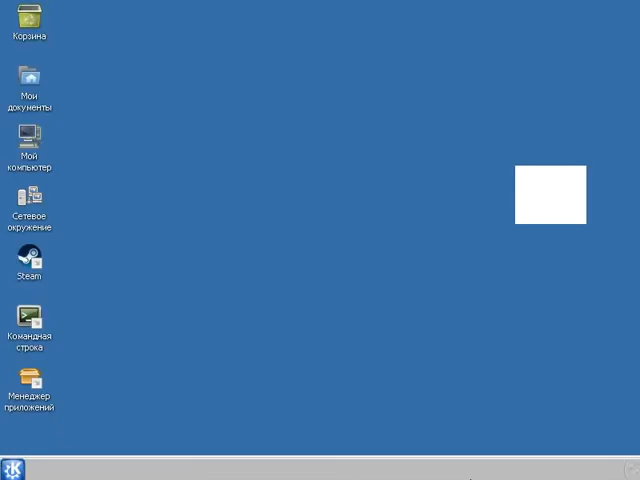 Корзина
Мои
документы
Мой
компьютер
Сетевое
окружение
Steam
Командная
строка
Менеджер
приложений